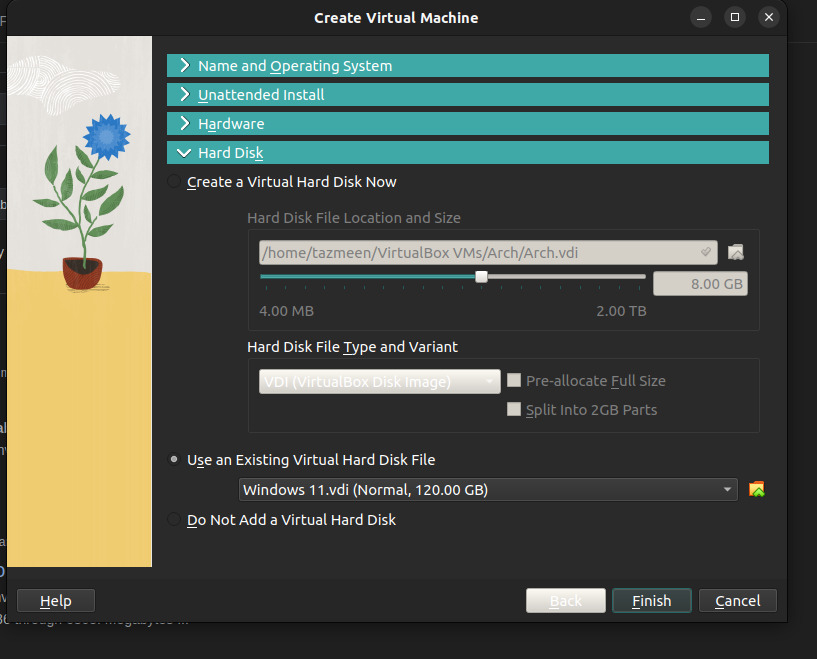 Create Virtual Machine
Name and Operating System
Unattended Install
Hardware
Hard Disk
Create a Virtual Hard Disk Now
Hard Disk File Location and Size
/home/tazmeen/VirtualBox VMs/Arch/Arch.vdi
8.00 GB
4.00 MB 2.00 TB
Hard Disk File Type and Variant
VDI (VirtualBox Disk Image) Pre-allocate Full Size
Split Into 2GB Parts
Use an Existing Virtual Hard Disk File
Windows 11.vdi (Normal, 120.00 GB)
Do Not Add a Virtual Hard Disk
Help Back Finish Cancel